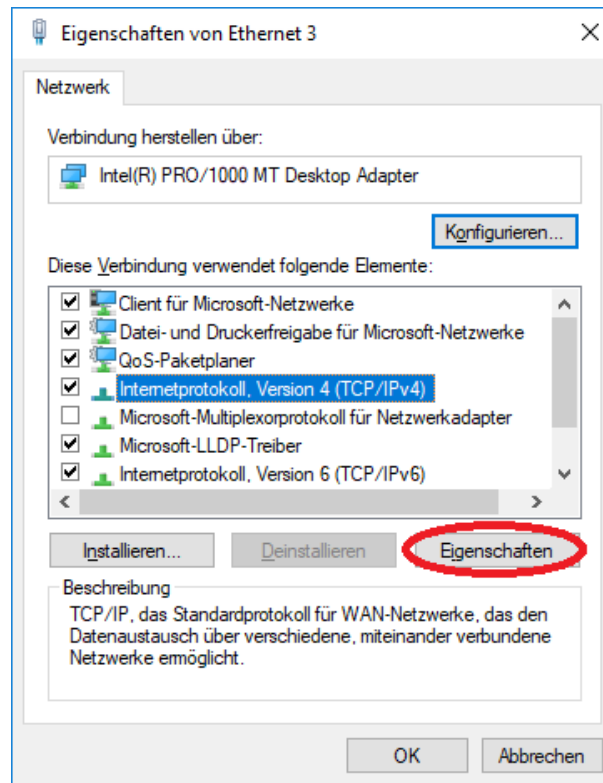 Eigenschaften von Ethernet 3
Netzwerk
Verbindung herstellen über:
Intel(R) PRO/1000 MT Desktop Adapter
Konfigurieren...
Diese Verbindung verwendet folgende Elemente:
Client für Microsoft-Netzwerke
Datei- und Druckerfreigabe für Microsoft-Netzwerke
QoS-Paketplaner
Internetprotokoll, Version 4 (TCP/IPv4)
Microsoft-Multiplexorprotokoll für Netzwerkadapter
Microsoft-LLDP-Treiber
Internetprotokoll, Version 6 (TCP/IPv6)
Installieren... Deinstallieren Eigenschaften
Beschreibung
TCP/IP, das Standardprotokoll für WAN-Netzwerke, das den
Datenaustausch über verschiedene, miteinander verbundene
Netzwerke ermöglicht.
OK Abbrechen